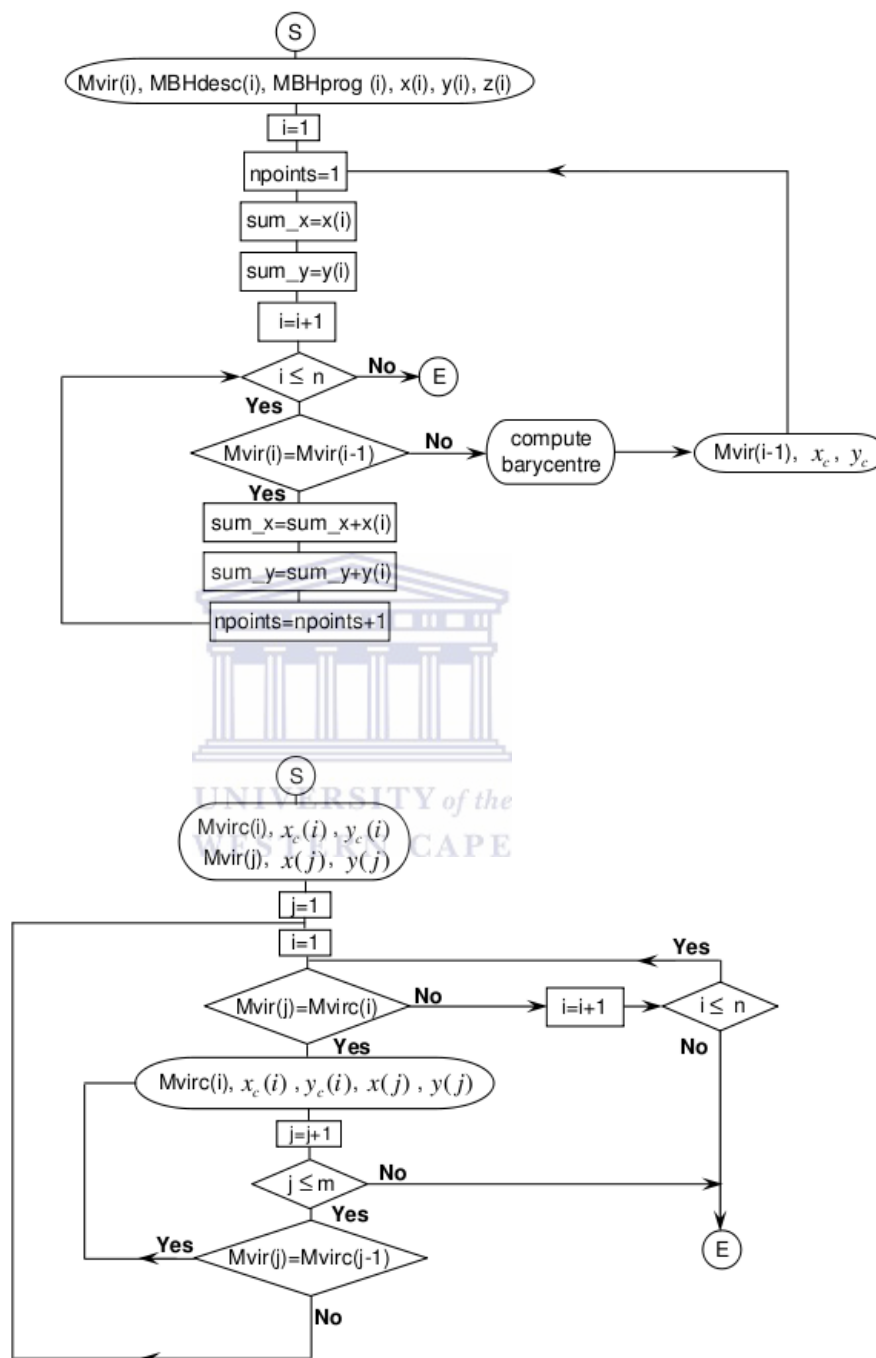 S
Mvir(i), MBHdesc(i), MBHprog (i), x(i), y(i), z(i)
i=1
npoints=1
sum_x=x(i)
sum_y=y(i)
i=i+1
i ≤ n
No
E
Yes
Mvir(i)=Mvir(i-1)
No
compute
barycentre
Mvir(i-1), x_c, y_c
Yes
sum_x=sum_x+x(i)
sum_y=sum_y+y(i)
npoints=npoints+1
S
UNIVERSITY of the
WESTERN CAPE
Mvirc(i), x_c(i), y_c(i)
Mvir(j), x(j), y(j)
j=1
i=1
Yes
Mvir(j)=Mvirc(i)
No
i=i+1
i ≤ n
Yes
No
Mvirc(i), x_c(i), y_c(i), x(j), y(j)
j=j+1
j ≤ m
No
Yes
Yes
Mvir(j)=Mvirc(j-1)
E
No